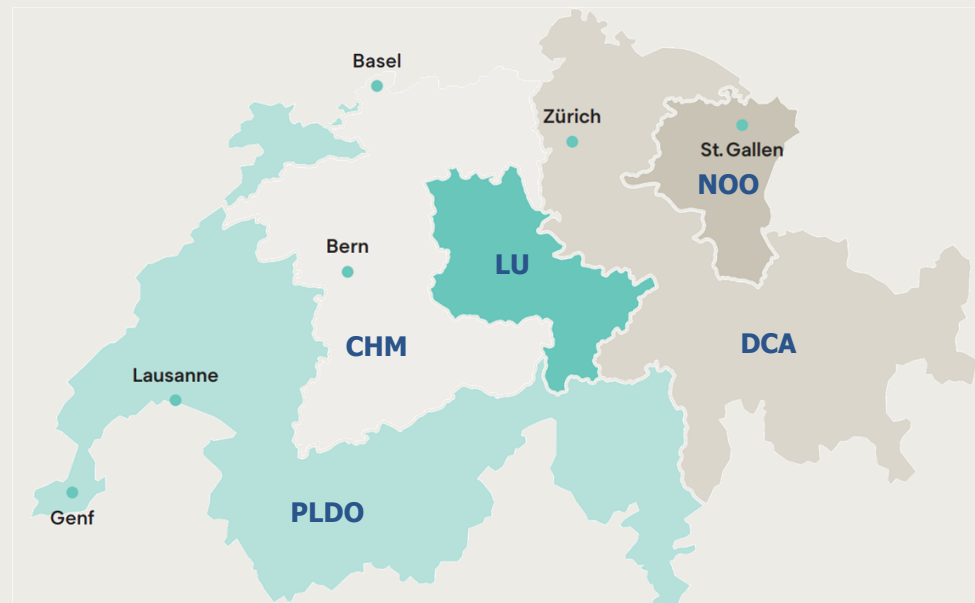 Basel
Zürich
St. Gallen
NOO
Bern
LU
CHM
DCA
Lausanne
PLDO
Genf